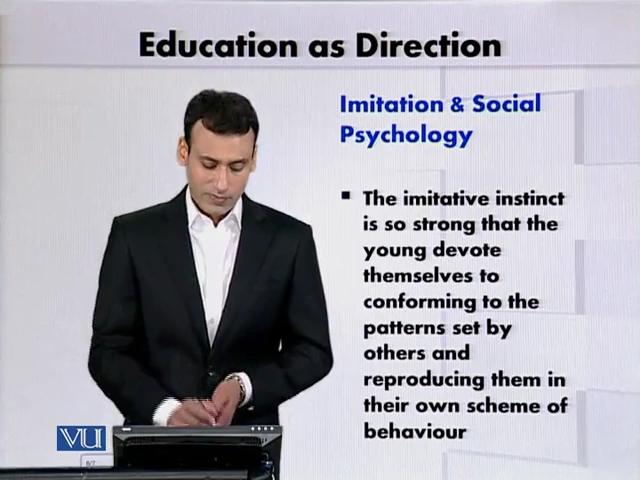 Education as Direction
Imitation & Social
Psychology
▪ The imitative instinct
is so strong that the
young devote
themselves to
conforming to the
patterns set by
others and
reproducing them in
their own scheme of
behaviour
VU